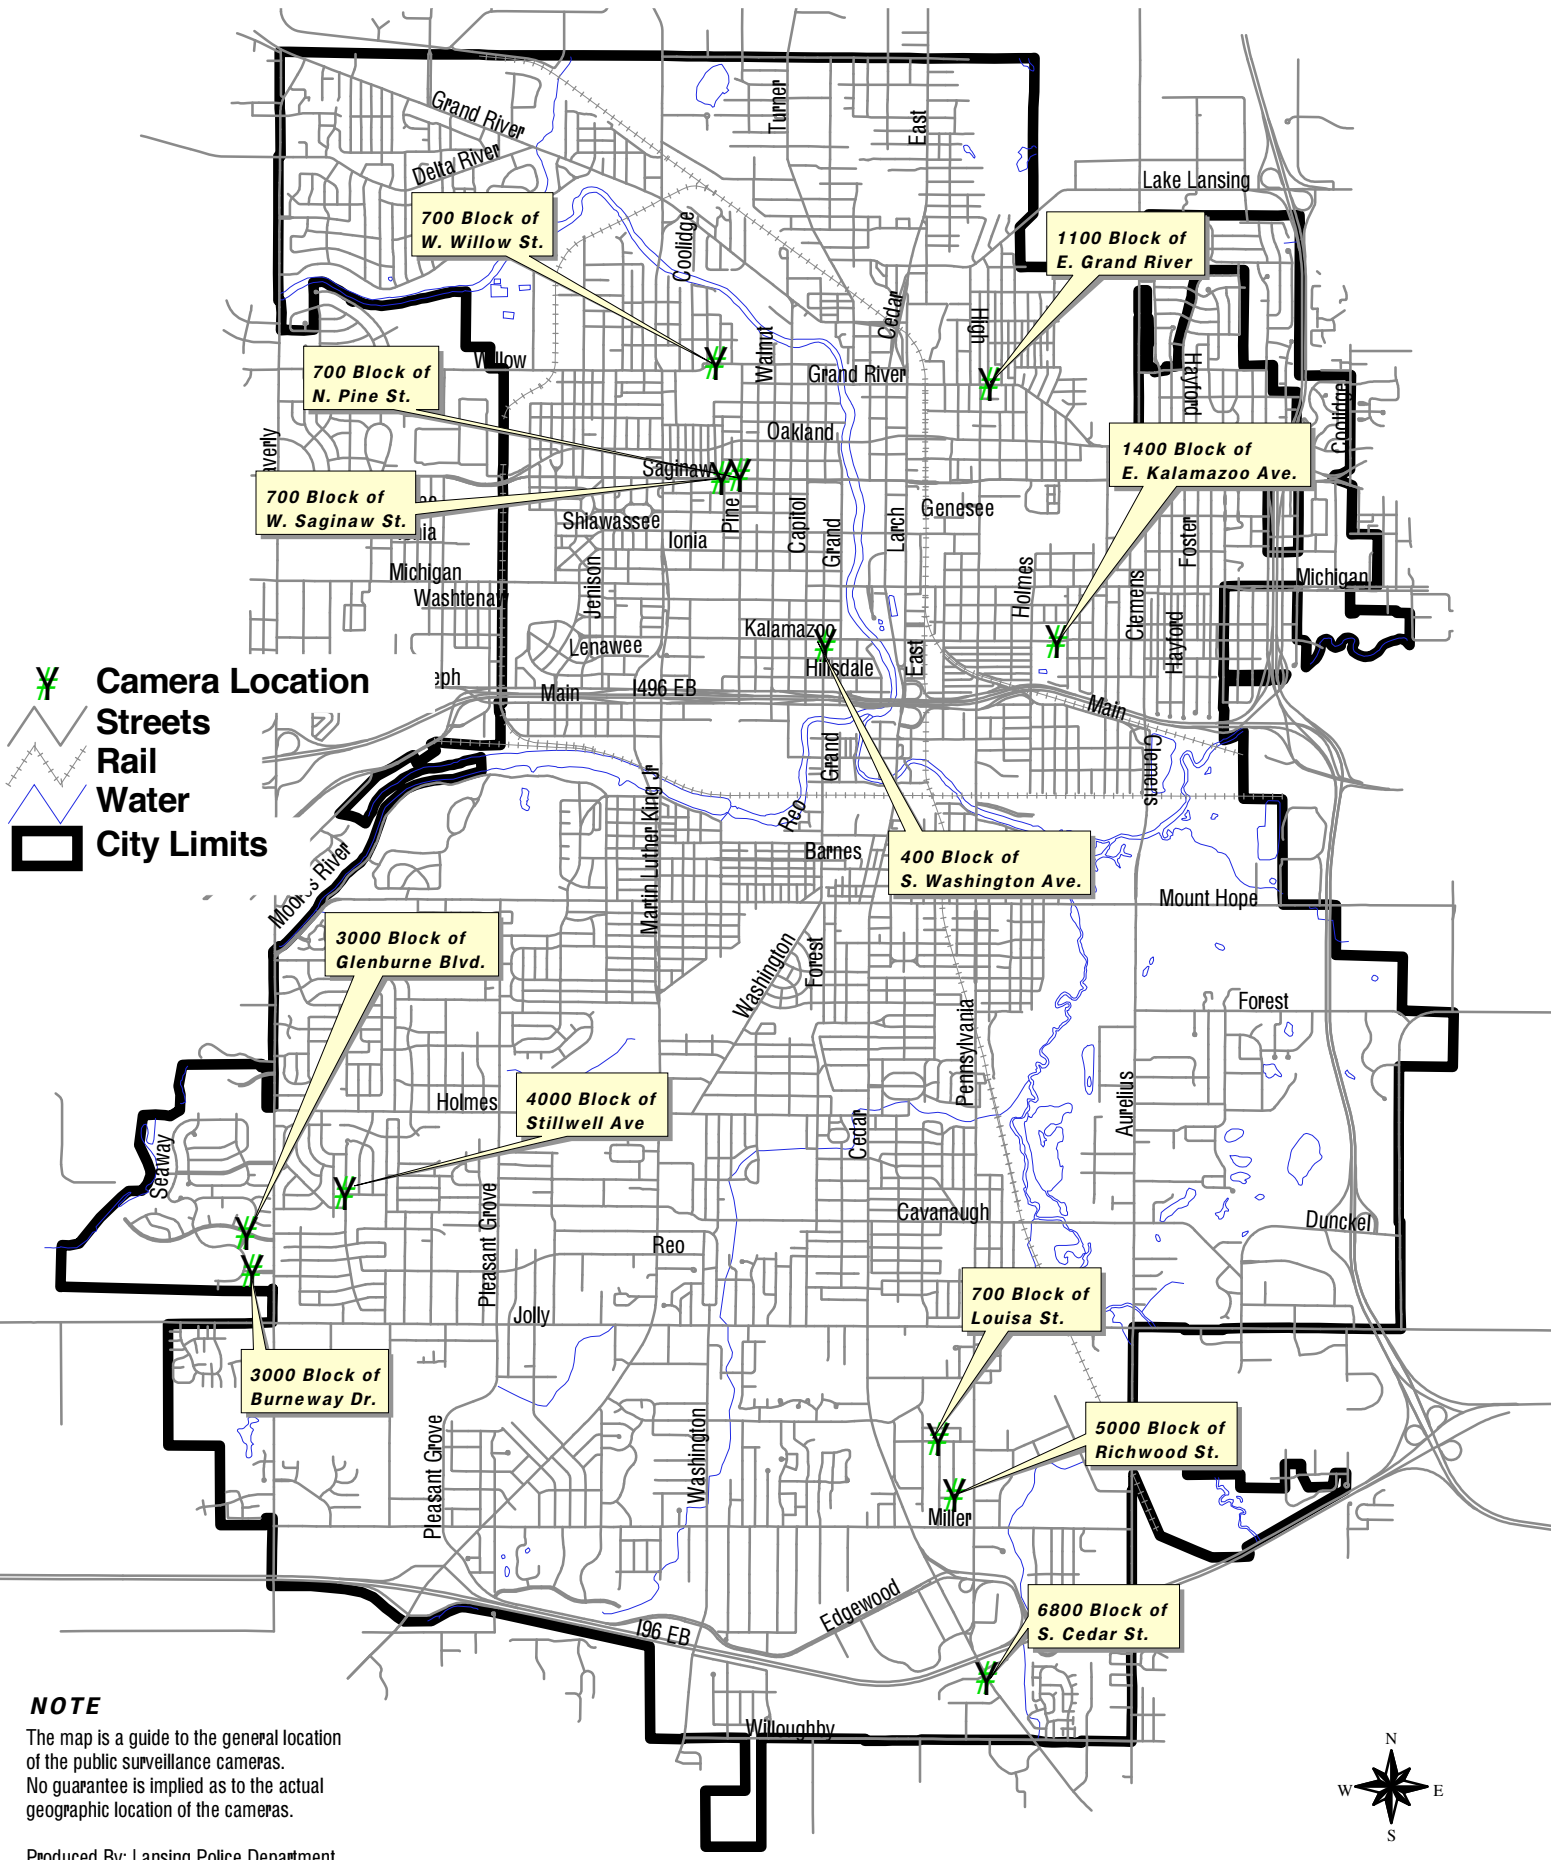 Grand River
Delta River
Turner
East
Lake Lansing
700 Block of
W. Willow St.
Coolidge
1100 Block of
E. Grand River
Cedar
High
Walnut
Willow
Grand River
Hayford
700 Block of
N. Pine St.
Coolidge
Oakland
averly
1400 Block of
E. Kalamazoo Ave.
Saginaw
700 Block of
W. Saginaw St.
Pine
Capitol
Grand
Larch
Genesee
Shiawassee
Ionia
Foster
Michigan
Washtenaw
Jenison
Holmes
Clemens
Michigan
Hayford
Kalamazoo
Lenawee
Hillsdale
East
eph
Main
I496 EB
Main
Camera Location
Streets
Rail
Water
City Limits
Grand
Clemens
Martin Luther King Jr
Reo
Barnes
400 Block of
S. Washington Ave.
Moores River
Mount Hope
3000 Block of
Glenburne Blvd.
Washington
Forest
Forest
Pennsylvania
4000 Block of
Stillwell Ave
Holmes
Aurelius
Cedar
Seaway
Pleasant Grove
Cavanaugh
Dunckel
Reo
700 Block of
Louisa St.
Jolly
3000 Block of
Burneway Dr.
Pleasant Grove
Washington
5000 Block of
Richwood St.
Miller
Edgewood
6800 Block of
S. Cedar St.
I96 EB
Willoughby
NOTE
The map is a guide to the general location
of the public surveillance cameras.
No guarantee is implied as to the actual
geographic location of the cameras.
Produced By: Lansing Police Department
N
W
E
S